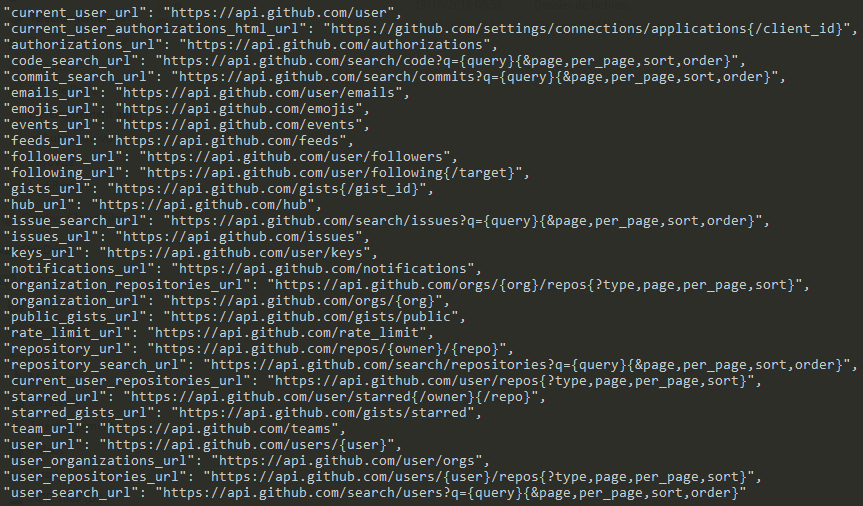 "current_user_url": "https://api.github.com/user",
"current_user_authorizations_html_url": "https://github.com/settings/connections/applications{/client_id}",
"authorizations_url": "https://api.github.com/authorizations",
"code_search_url": "https://api.github.com/search/code?q={query}{&page,per_page,sort,order}",
"commit_search_url": "https://api.github.com/search/commits?q={query}{&page,per_page,sort,order}",
"emails_url": "https://api.github.com/user/emails",
"emojis_url": "https://api.github.com/emojis",
"events_url": "https://api.github.com/events",
"feeds_url": "https://api.github.com/feeds",
"followers_url": "https://api.github.com/user/followers",
"following_url": "https://api.github.com/user/following{/target}",
"gists_url": "https://api.github.com/gists{/gist_id}",
"hub_url": "https://api.github.com/hub",
"issue_search_url": "https://api.github.com/search/issues?q={query}{&page,per_page,sort,order}",
"issues_url": "https://api.github.com/issues",
"keys_url": "https://api.github.com/user/keys",
"notifications_url": "https://api.github.com/notifications",
"organization_repositories_url": "https://api.github.com/orgs/{org}/repos{?type,page,per_page,sort}",
"organization_url": "https://api.github.com/orgs/{org}",
"public_gists_url": "https://api.github.com/gists/public",
"rate_limit_url": "https://api.github.com/rate_limit",
"repository_url": "https://api.github.com/repos/{owner}/{repo}",
"repository_search_url": "https://api.github.com/search/repositories?q={query}{&page,per_page,sort,order}",
"current_user_repositories_url": "https://api.github.com/user/repos{?type,page,per_page,sort}",
"starred_url": "https://api.github.com/user/starred{/owner}{/repo}",
"starred_gists_url": "https://api.github.com/gists/starred",
"team_url": "https://api.github.com/teams",
"user_url": "https://api.github.com/users/{user}",
"user_organizations_url": "https://api.github.com/user/orgs",
"user_repositories_url": "https://api.github.com/users/{user}/repos{?type,page,per_page,sort}",
"user_search_url": "https://api.github.com/search/users?q={query}{&page,per_page,sort,order}"